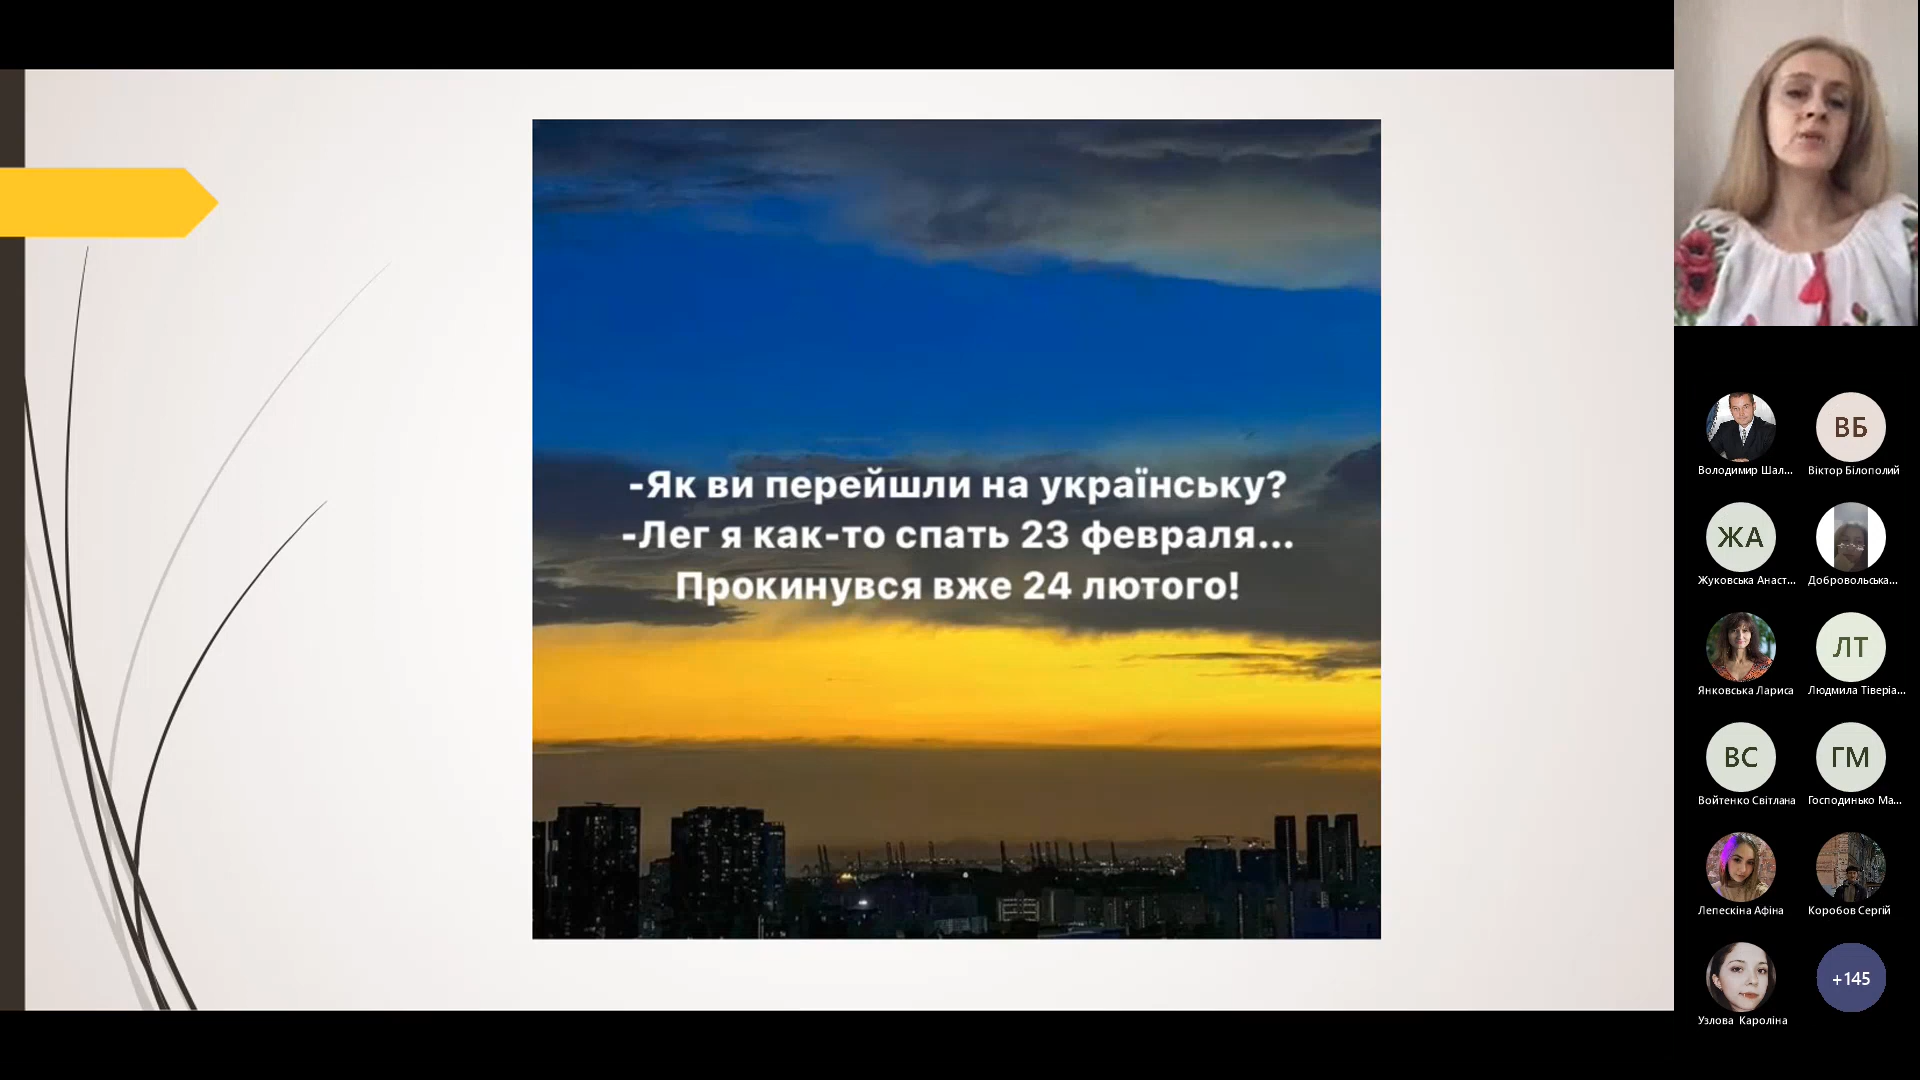 -Як ви перейшли на українську?
-Лег я как-то спать 23 февраля...
Прокинувся вже 24 лютого!
Володимир Шал...
ВБ
Віктор Білополий
ЖА
Жуковська Анаст...
Добровольська...
Янковська Лариса
ЛТ
Людмила Тіверіа...
ВС
Войтенко Світлана
ГМ
Господинько Ма...
Лепескіна Афіна
Коробов Сергій
Узлова Кароліна
+145